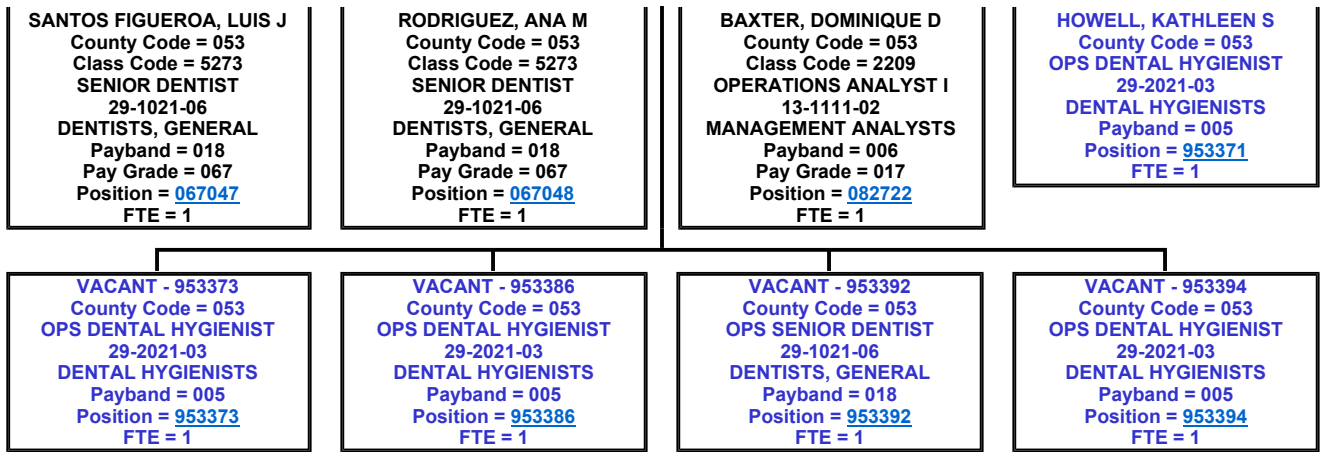 SANTOS FIGUEROA, LUIS J
County Code = 053
Class Code = 5273
SENIOR DENTIST
29-1021-06
DENTISTS, GENERAL
Payband = 018
Pay Grade = 067
Position = 067047
FTE = 1
RODRIGUEZ, ANA M
County Code = 053
Class Code = 5273
SENIOR DENTIST
29-1021-06
DENTISTS, GENERAL
Payband = 018
Pay Grade = 067
Position = 067048
FTE = 1
BAXTER, DOMINIQUE D
County Code = 053
Class Code = 2209
OPERATIONS ANALYST I
13-1111-02
MANAGEMENT ANALYSTS
Payband = 006
Pay Grade = 017
Position = 082722
FTE = 1
HOWELL, KATHLEEN S
County Code = 053
OPS DENTAL HYGIENIST
29-2021-03
DENTAL HYGIENISTS
Payband = 005
Position = 953371
FTE = 1
VACANT - 953373
County Code = 053
OPS DENTAL HYGIENIST
29-2021-03
DENTAL HYGIENISTS
Payband = 005
Position = 953373
FTE = 1
VACANT - 953386
County Code = 053
OPS DENTAL HYGIENIST
29-2021-03
DENTAL HYGIENISTS
Payband = 005
Position = 953386
FTE = 1
VACANT - 953392
County Code = 053
OPS SENIOR DENTIST
29-1021-06
DENTISTS, GENERAL
Payband = 018
Position = 953392
FTE = 1
VACANT - 953394
County Code = 053
OPS DENTAL HYGIENIST
29-2021-03
DENTAL HYGIENISTS
Payband = 005
Position = 953394
FTE = 1